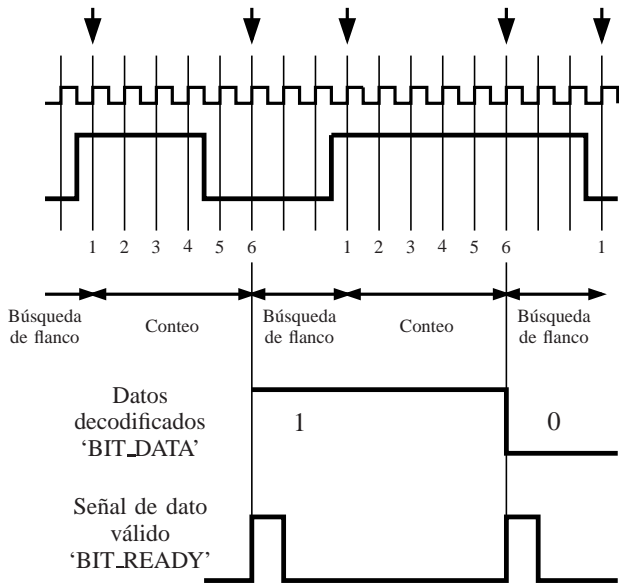 1 2 3 4 5 6 1 2 3 4 5 6 1
Búsqueda
de flanco
Conteo
Búsqueda
de flanco
Conteo
Búsqueda
de flanco
Datos
decodificados
‘BIT_DATA’
1
0
Señal de dato
válido
‘BIT_READY’